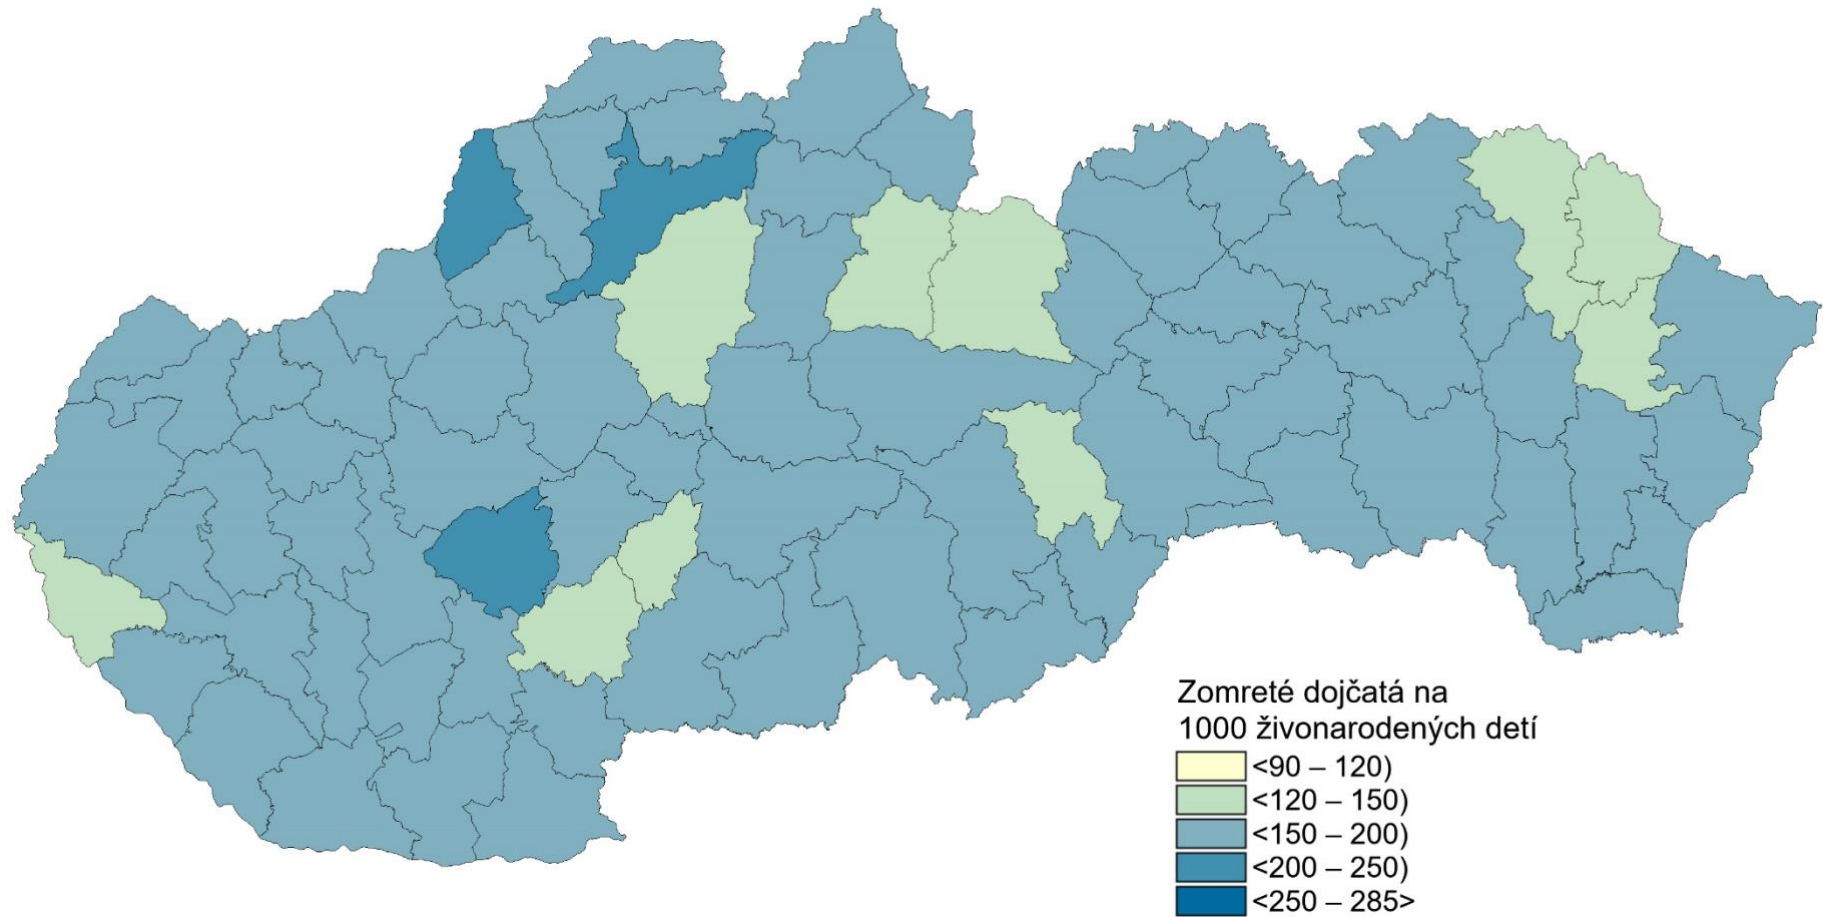 Zomreté dojčatá na
1000 živonarodených detí
<90 – 120)
<120 – 150)
<150 – 200)
<200 – 250)
<250 – 285>